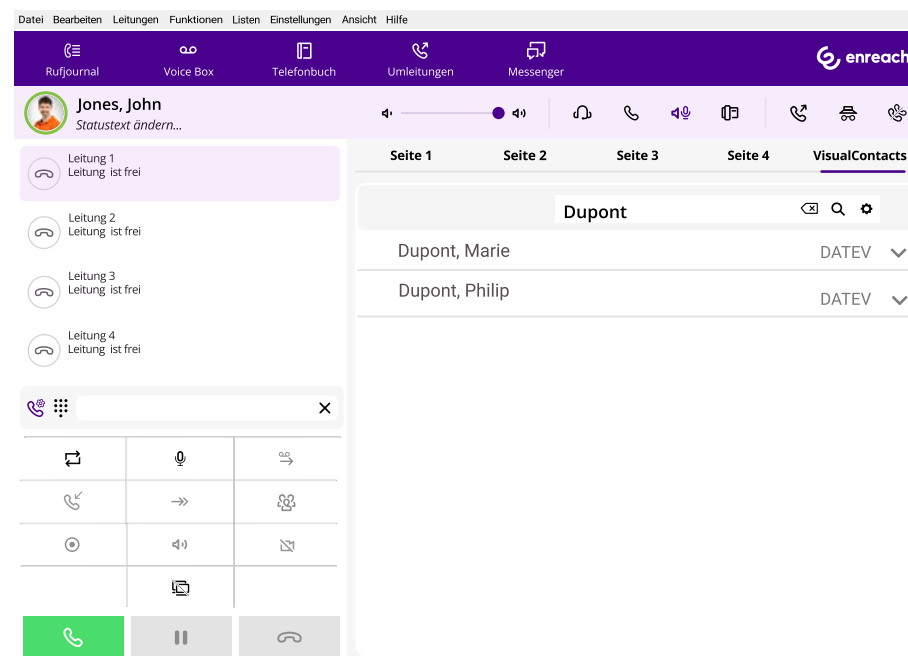 Datei Bearbeiten Leitungen Funktionen Listen Einstellungen Ansicht Hilfe
Rufjournal Voice Box Telefonbuch Umleitungen Messenger enreach
Jones, John
Statustext ändern...
Seite 1 Seite 2 Seite 3 Seite 4 VisualContacts
Leitung 1
Leitung ist frei
Leitung 2
Leitung ist frei
Leitung 3
Leitung ist frei
Leitung 4
Leitung ist frei
Dupont
Dupont, Marie DATEV
Dupont, Philip DATEV